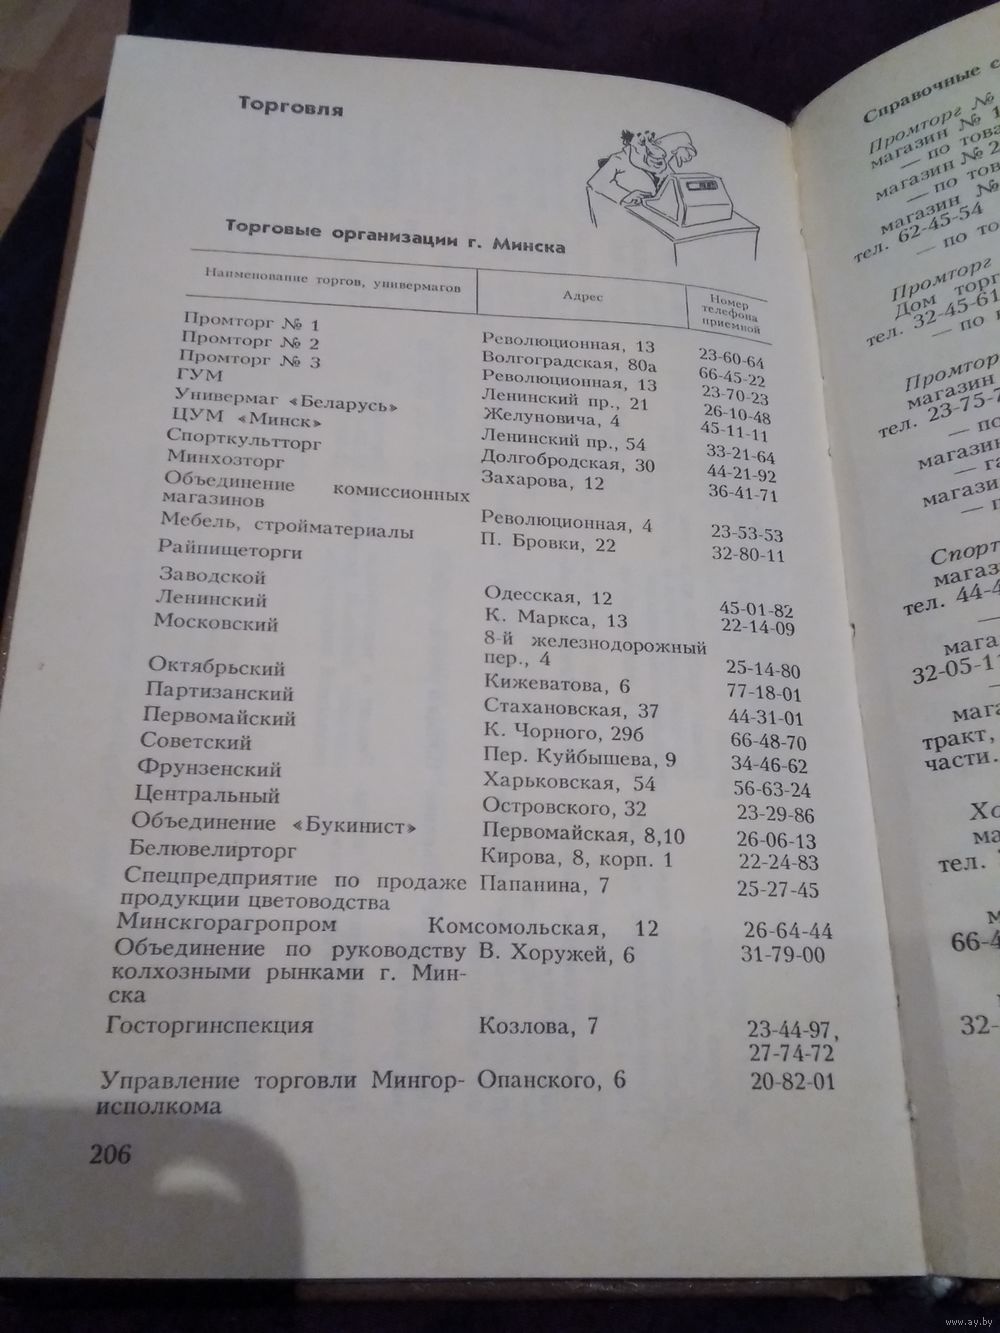 Торговля
Торговые организации г. Минска
Наименование торгов, универмагов Адрес Номер телефона приемной
Промторг № 1 Революционная, 13 23-60-64
Промторг № 2 Волгоградская, 80а 66-45-22
Промторг № 3 Революционная, 13 23-70-23
ГУМ Ленинский пр., 21 26-10-48
Универмаг «Беларусь» Желуновича, 4 45-11-11
ЦУМ «Минск» Ленинский пр., 54 33-21-64
Спорткультторг Долгобродская, 30 44-21-92
Минхозторг Захарова, 12 36-41-71
Объединение комиссионных
магазинов Революционная, 4 23-53-53
Мебель, стройматериалы П. Бровки, 22 32-80-11
Райпищеторги
Заводской Одесская, 12 45-01-82
Ленинский К. Маркса, 13 22-14-09
Московский 8-й железнодорожный
пер., 4 25-14-80
Октябрьский Кижеватова, 6 77-18-01
Партизанский Стахановская, 37 44-31-01
Первомайский К. Чорного, 29б 66-48-70
Советский Пер. Куйбышева, 9 34-46-62
Фрунзенский Харьковская, 54 56-63-24
Центральный Островского, 32 23-29-86
Объединение «Букинист» Первомайская, 8,10 26-06-13
Белювелирторг Кирова, 8, корп. 1 22-24-83
Спецпредприятие по продаже Папанина, 7 25-27-45
продукции цветоводства
Минскгорагропром Комсомольская, 12 26-64-44
Объединение по руководству В. Хоружей, 6 31-79-00
колхозными рынками г. Мин-
ска
Госторгинспекция Козлова, 7 23-44-97,
27-74-72
Управление торговли Мингор- Опанского, 6 20-82-01
исполкома
206
Справочные
Промторг №
магазин № 1
— по това
магазин № 2
— по тов
магазин №
тел. 62-45-54
— по то
Промторг
Дом торг
тел. 32-45-61
— по
Промторг
магазин
тел. 23-75-7
— по
магазин
— га
магазин
—
Спорт
магаз
тел. 44-4
—
мага
32-05-11
мага
тракт,
части.
Хо
ма
тел.
м
66-4
32-
www.ay.by